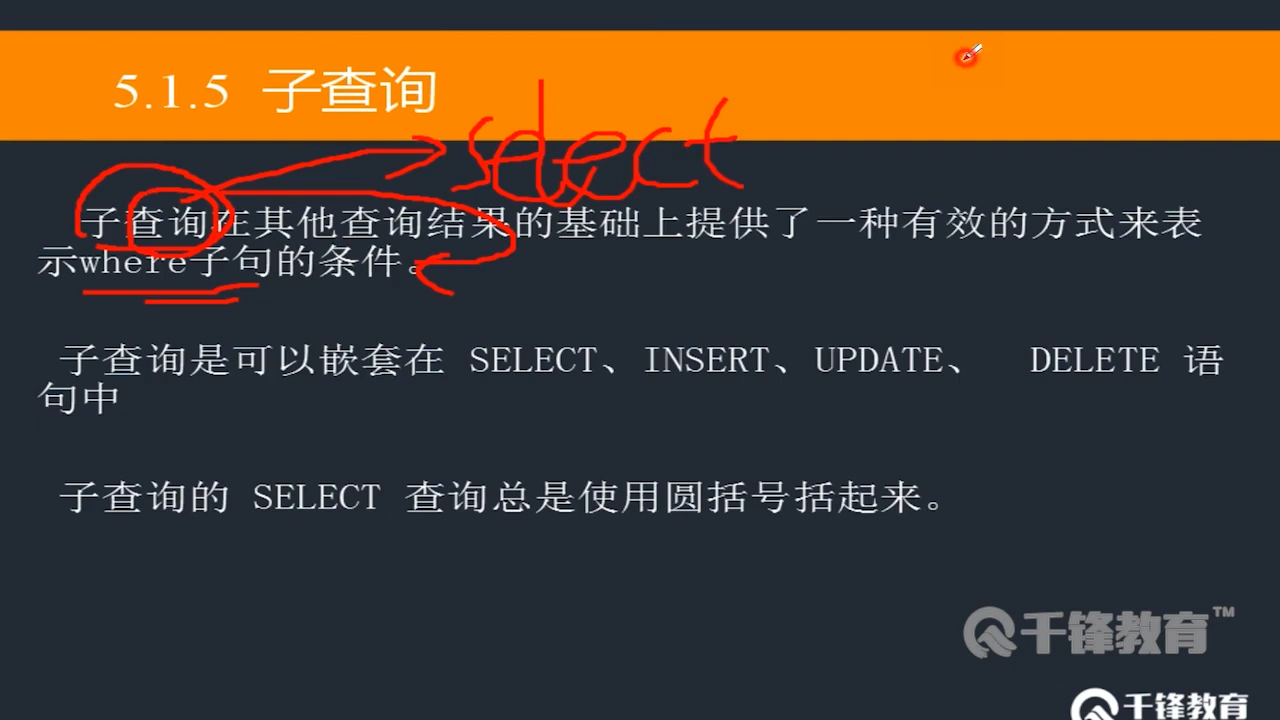 5.1.5 子查询
select
子查询在其他查询结果的基础上提供了一种有效的方式来表
示where子句的条件。
子查询是可以嵌套在 SELECT、INSERT、UPDATE、 DELETE 语
句中
子查询的 SELECT 查询总是使用圆括号括起来。
千锋教育™
千锋教育